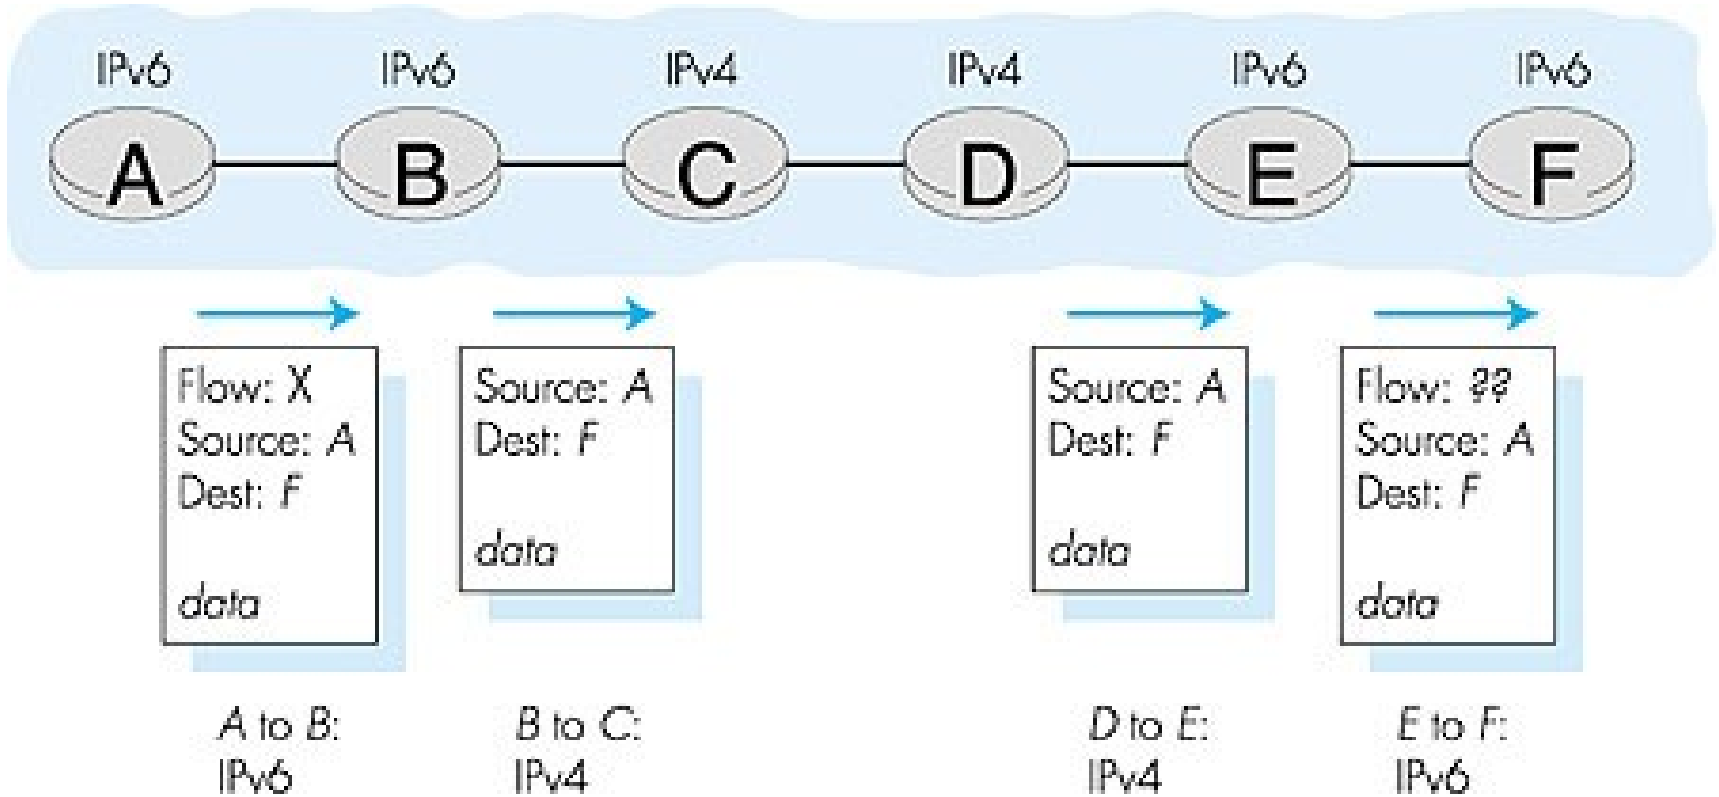 IPv6
IPv6
IPv4
IPv4
IPv6
IPv6
A
B
C
D
E
F
Flow: X
Source: A
Dest: F
data
Source: A
Dest: F
data
Source: A
Dest: F
data
Flow: ??
Source: A
Dest: F
data
A to B:
IPv6
B to C:
IPv4
D to E:
IPv4
E to F:
IPv6